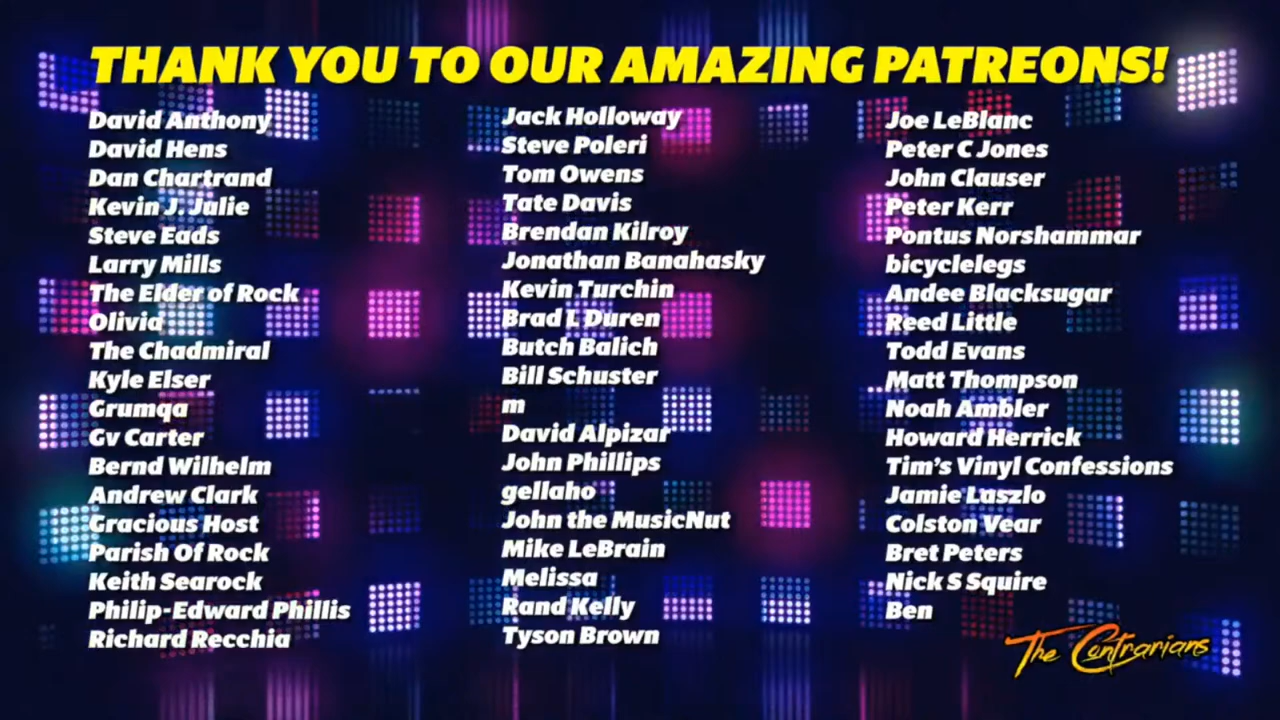 THANK YOU TO OUR AMAZING PATREONS!
David Anthony
David Hens
Dan Chartrand
Kevin J. Julie
Steve Eads
Larry Mills
The Elder of Rock
Olivia
The Chadmiral
Kyle Elser
Grumqa
Gv Carter
Bernd Wilhelm
Andrew Clark
Gracious Host
Parish Of Rock
Keith Searock
Philip-Edward Phillis
Richard Recchia
Jack Holloway
Steve Poleri
Tom Owens
Tate Davis
Brendan Kilroy
Jonathan Banahasky
Kevin Turchin
Brad L Duren
Butch Balich
Bill Schuster
m
David Alpizar
John Phillips
gellaho
John the MusicNut
Mike LeBrain
Melissa
Rand Kelly
Tyson Brown
Joe LeBlanc
Peter C Jones
John Clauser
Peter Kerr
Pontus Norshammar
bicyclelegs
Andee Blacksugar
Reed Little
Todd Evans
Matt Thompson
Noah Ambler
Howard Herrick
Tim's Vinyl Confessions
Jamie Laszlo
Colston Vear
Bret Peters
Nick S Squire
Ben
The Contrarians